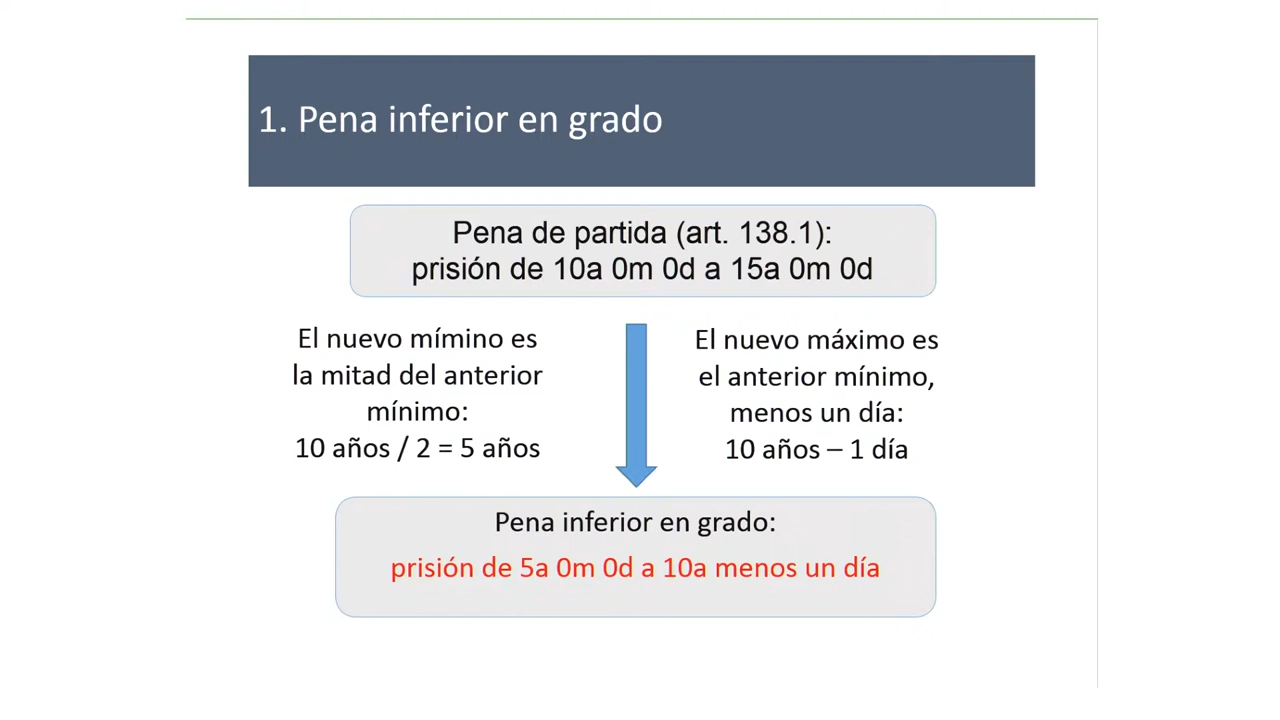 1. Pena inferior en grado
Pena de partida (art. 138.1):
prisión de 10a 0m 0d a 15a 0m 0d
El nuevo mímino es
la mitad del anterior
mínimo:
10 años / 2 = 5 años
El nuevo máximo es
el anterior mínimo,
menos un día:
10 años – 1 día
Pena inferior en grado:
prisión de 5a 0m 0d a 10a menos un día